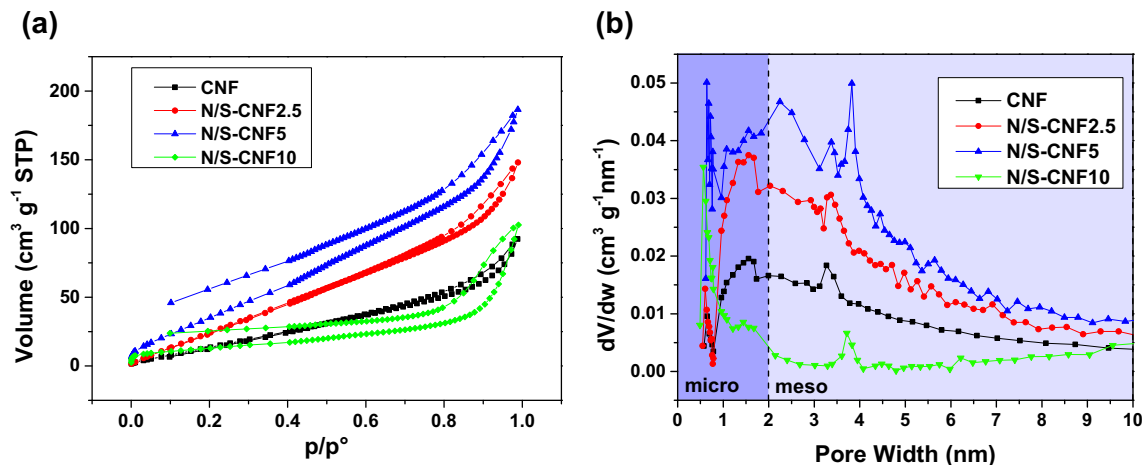 (a)
Volume (cm³ g⁻¹ STP)
200
150
100
50
0
CNF
N/S-CNF2.5
N/S-CNF5
N/S-CNF10
0.0 0.2 0.4 0.6 0.8 1.0
p/p°
(b)
dV/dw (cm³ g⁻¹nm⁻¹)
0.05
0.04
0.03
0.02
0.01
0.00
CNF
N/S-CNF2.5
N/S-CNF5
N/S-CNF10
micro meso
0 1 2 3 4 5 6 7 8 9 10
Pore Width (nm)